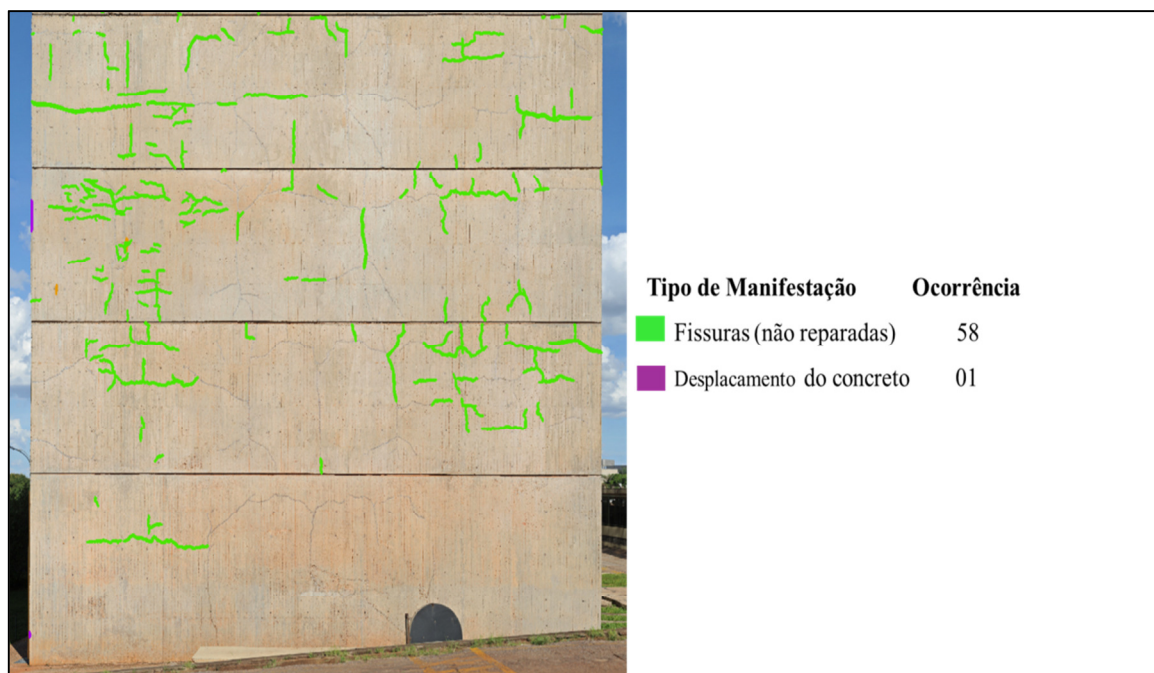 Tipo de Manifestação Ocorrência
Fissuras (não reparadas) 58
Desplacamento do concreto 01